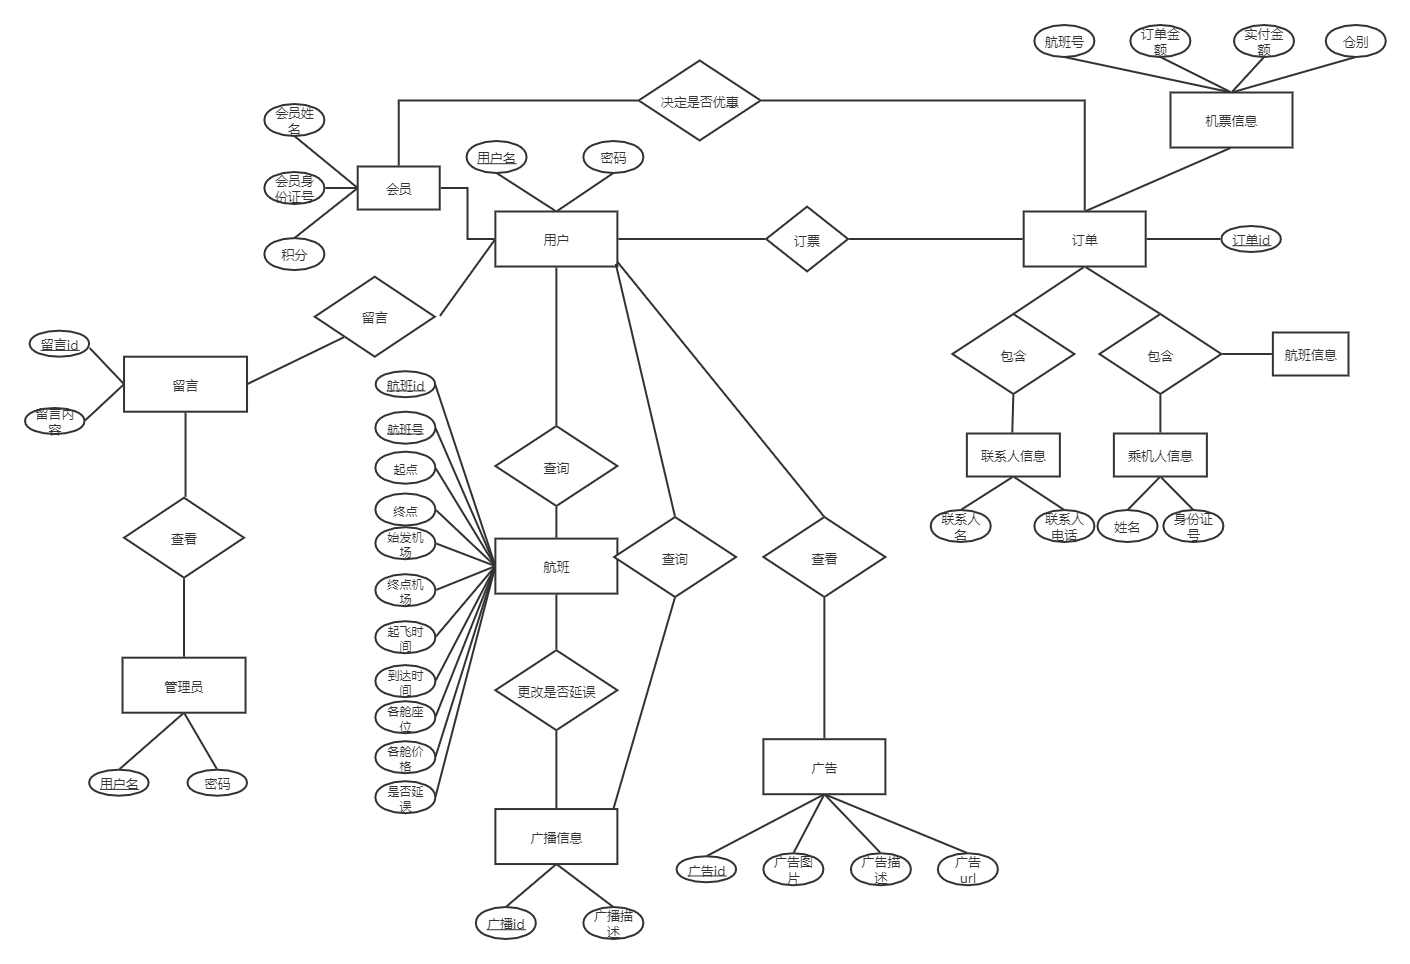 航班号
订单金
额
实付金
额
仓别
决定是否优惠
机票信息
会员姓
名
用户名
密码
会员身
份证号
会员
积分
用户
订票
订单
订单id
留言
留言id
留言
留言内
容
包含
包含
航班信息
航班id
航班号
起点
终点
始发机
场
终点机
场
起飞时
间
到达时
间
各舱座
位
各舱价
格
是否延
误
查询
联系人信息
乘机人信息
联系人
名
联系人
电话
姓名
身份证
号
查看
航班
查询
查看
管理员
更改是否延误
用户名
密码
广告
广播信息
广告id
广告图
片
广告描
述
广告
url
广播id
广播描
述